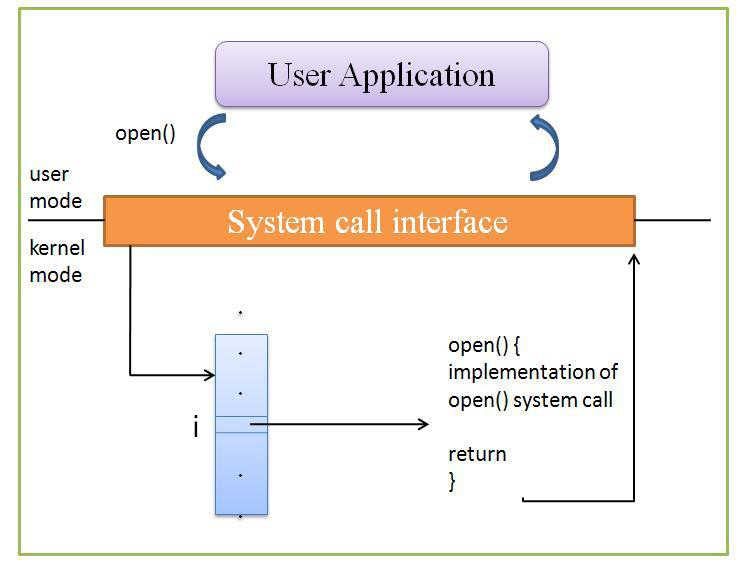 User Application
open()
user
mode
System call interface
kernel
mode
i
open() {
implementation of
open() system call
return
}